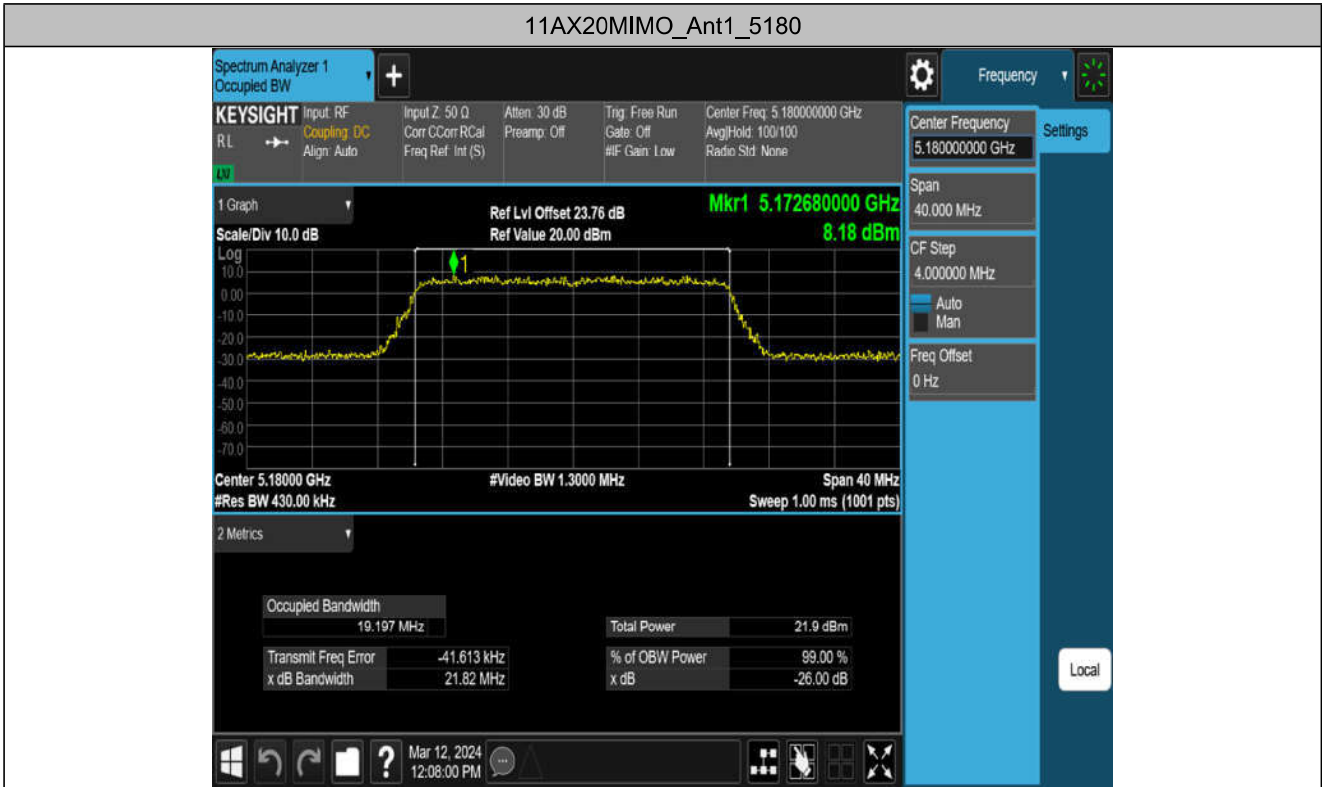 11AX20MIMO_Ant1_5180
Spectrum Analyzer 1
Occupied BW
+
Frequency
KEYSIGHT
RL
LXI
Input: RF
Coupling: DC
Align: Auto
Input Z: 50 Ω
Corr CCorr RCal
Freq Ref: Int (S)
Atten: 30 dB
Preamp: Off
Trig: Free Run
Gate: Off
#IF Gain: Low
Center Freq: 5.180000000 GHz
Avg|Hold: 100/100
Radio Std: None
Center Frequency
5.180000000 GHz
Settings
Span
40.000 MHz
CF Step
4.000000 MHz
Auto
Man
Freq Offset
0 Hz
Local
1 Graph
Scale/Div 10.0 dB
Ref Lvl Offset 23.76 dB
Ref Value 20.00 dBm
Mkr1 5.172680000 GHz
8.18 dBm
Log
1
10.0
0.00
-10.0
-20.0
-30.0
-40.0
-50.0
-60.0
-70.0
Center 5.18000 GHz
#Video BW 1.3000 MHz
Span 40 MHz
#Res BW 430.00 kHz
Sweep 1.00 ms (1001 pts)
2 Metrics
Occupied Bandwidth
19.197 MHz
Total Power 21.9 dBm
Transmit Freq Error -41.613 kHz
% of OBW Power 99.00 %
x dB Bandwidth 21.82 MHz
x dB -26.00 dB
?
Mar 12, 2024
12:08:00 PM